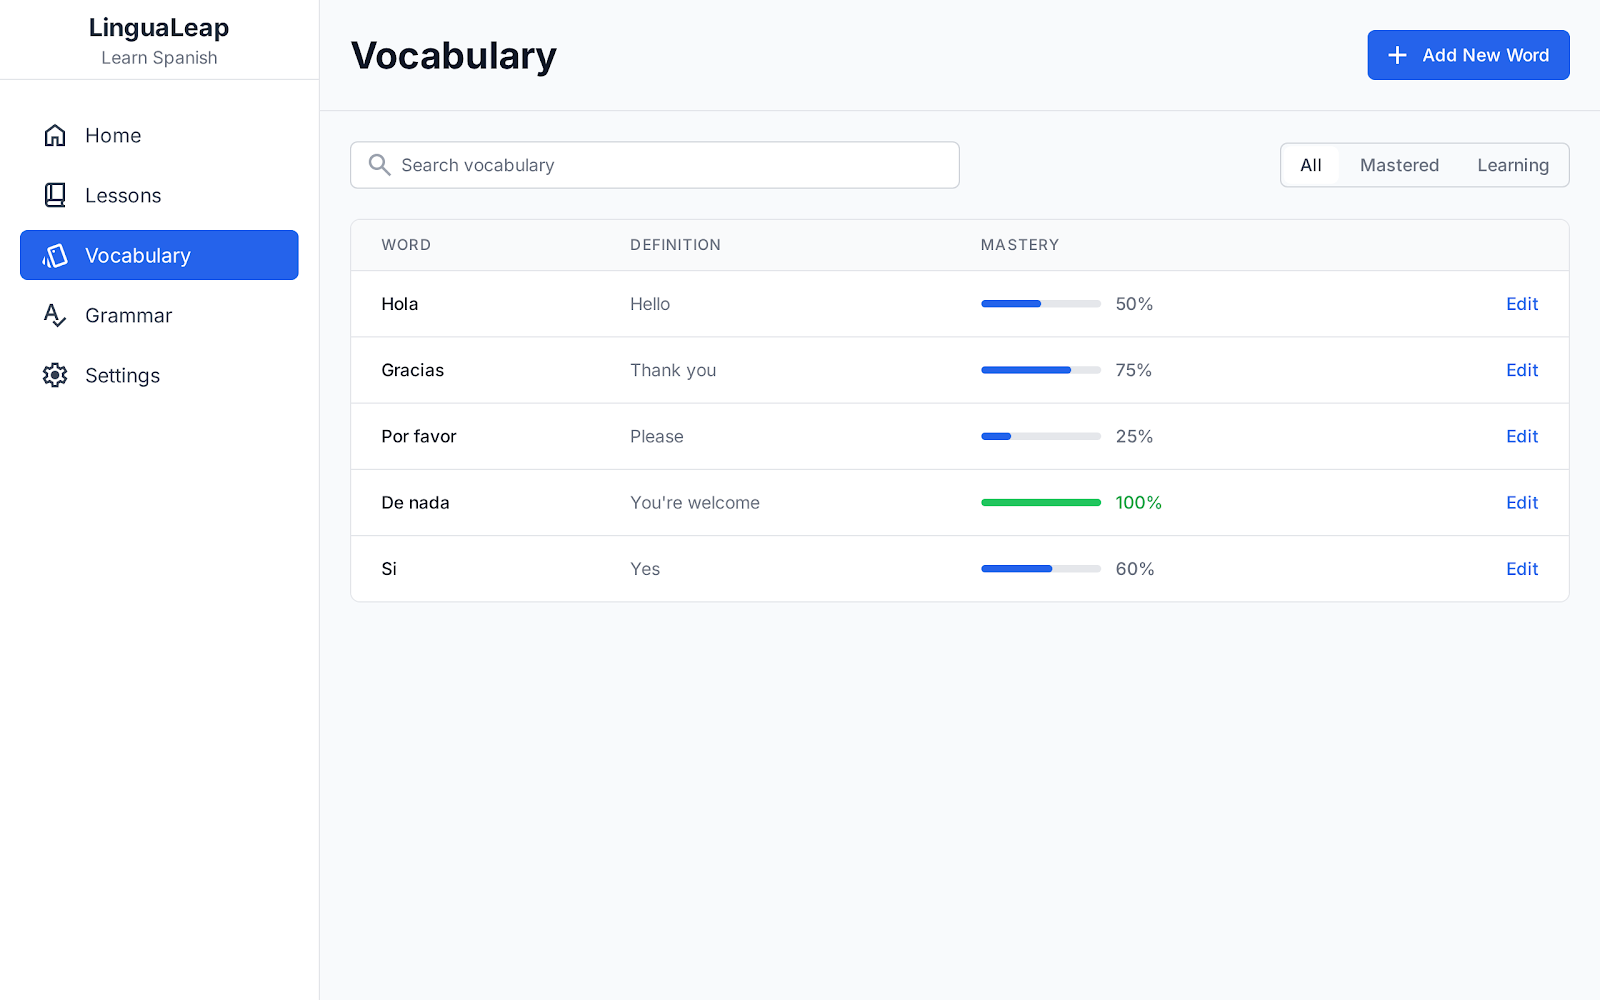 LinguaLeap
Learn Spanish
Home
Lessons
Vocabulary
Grammar
Settings
Vocabulary
Add New Word
Search vocabulary
All Mastered Learning
WORD DEFINITION MASTERY
Hola Hello 50% Edit
Gracias Thank you 75% Edit
Por favor Please 25% Edit
De nada You're welcome 100% Edit
Si Yes 60% Edit